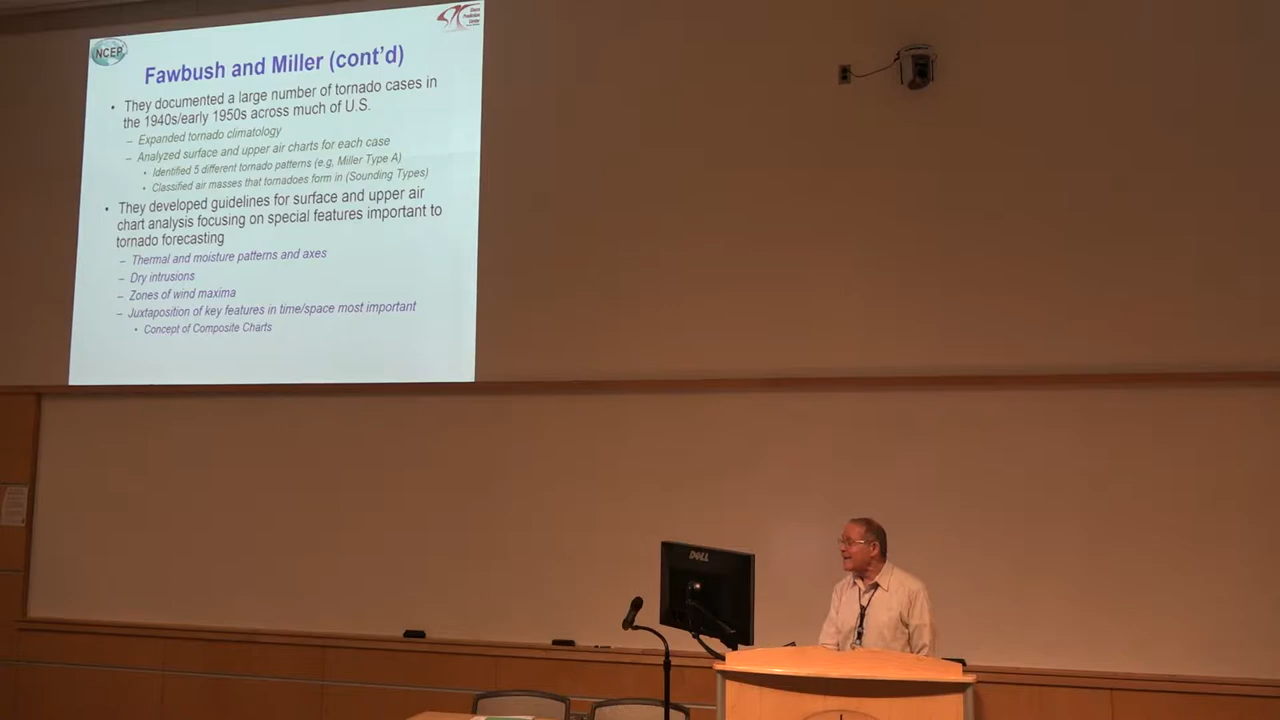 NCEP
Storm
Prediction
Center
Fawbush and Miller (cont'd)
• They documented a large number of tornado cases in
the 1940s/early 1950s across much of U.S.
– Expanded tornado climatology
– Analyzed surface and upper air charts for each case
• Identified 5 different tornado patterns (e.g. Miller Type A)
• Classified air masses that tornadoes form in (Sounding Types)
• They developed guidelines for surface and upper air
chart analysis focusing on special features important to
tornado forecasting
– Thermal and moisture patterns and axes
– Dry intrusions
– Zones of wind maxima
– Juxtaposition of key features in time/space most important
• Concept of Composite Charts
DELL